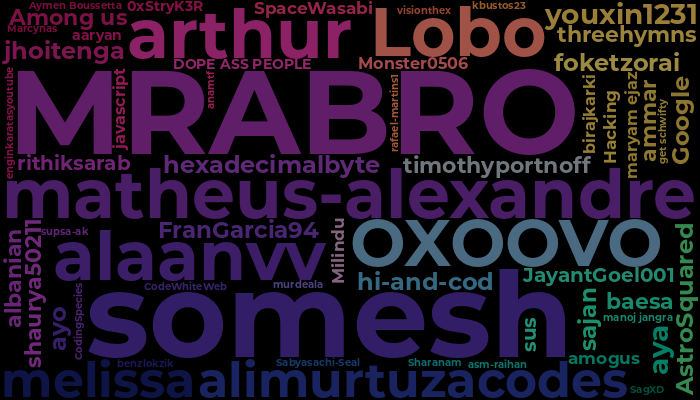 Aymen Boussetta
0xStryK3R
SpaceWasabi
visionthex
kbustos23
youxin1231
Among us
Marcynas
aaryan
arthur
Lobo
threehymns
jhoitenga
DOPE ASS PEOPLE
Monster0506
foketzorai
enginkaratasyoutube
MRABRO
javascript
anamtf
rafael-martins1
birajkarki
Hacking
maryam ejaz
ammar
get schwifty
Google
rithiksarab
hexadecimalbyte
timothyportnoff
matheus-alexandre
albanian
shaurya50211
supsa-ak
FranGarcia94
alaanvv
Milindu
OXOOVO
AstroSquared
hi-and-cod
JayantGoel001
ayo
codingSpecies
CodeWhiteWeb
murdeala
somesh
sus
sajan
baesa
manoj jangra
aya
amogus
melissa
benzlokzik
Sabyasachi-Seal
Sharanam
asm-raihan
alimurtuzacodes
SagXD